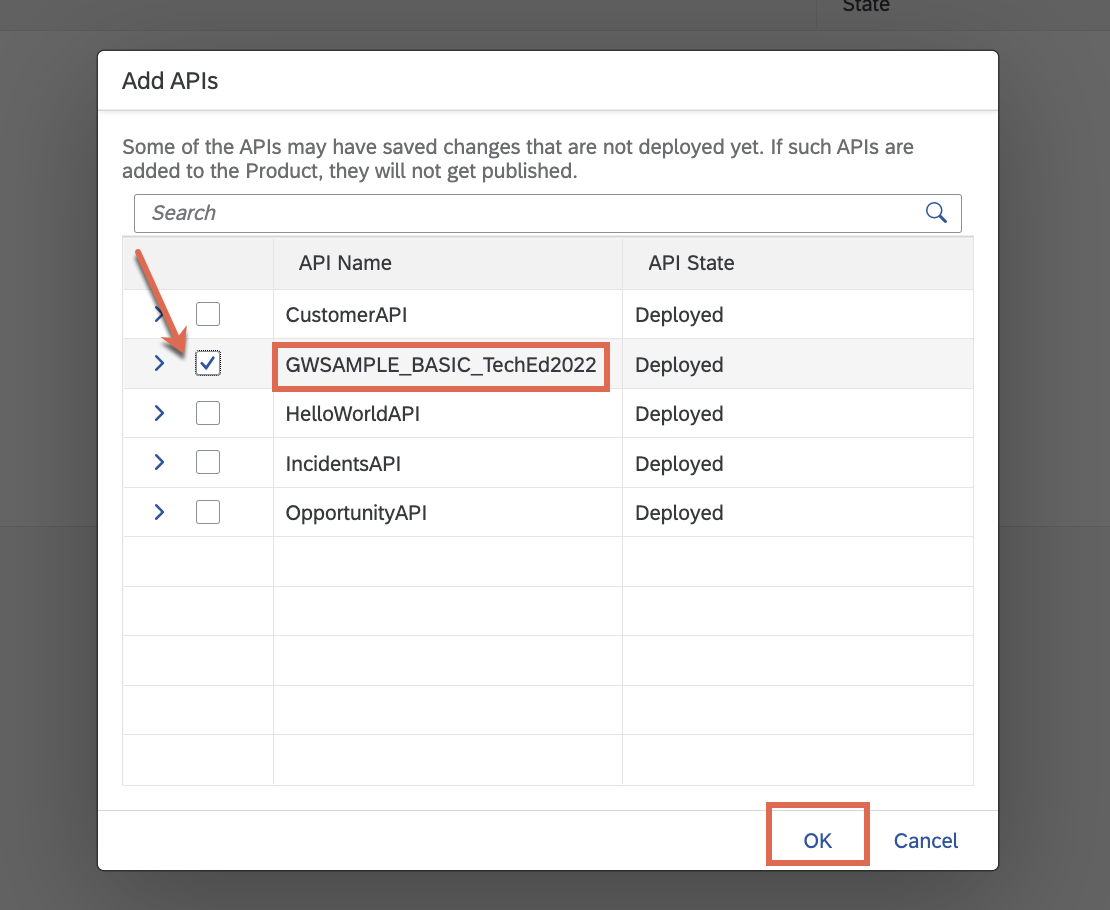 State
Add APIs
Some of the APIs may have saved changes that are not deployed yet. If such APIs are
added to the Product, they will not get published.
Search
API Name API State
CustomerAPI Deployed
GWSAMPLE_BASIC_TechEd2022 Deployed
HelloWorldAPI Deployed
IncidentsAPI Deployed
OpportunityAPI Deployed
OK Cancel